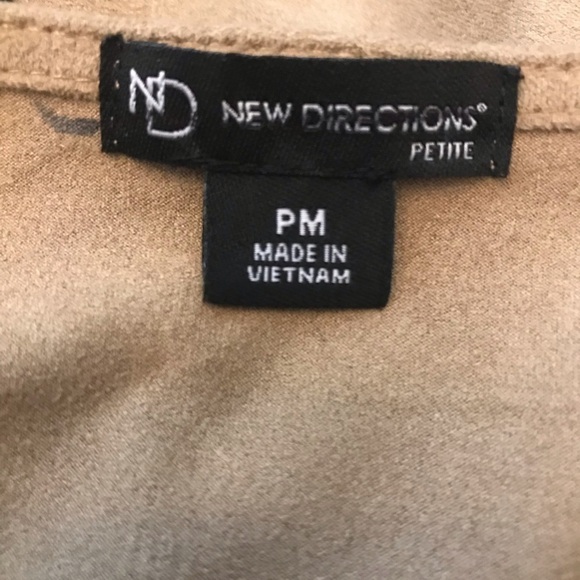 ND NEW DIRECTIONS®
PETITE
PM
MADE IN
VIETNAM